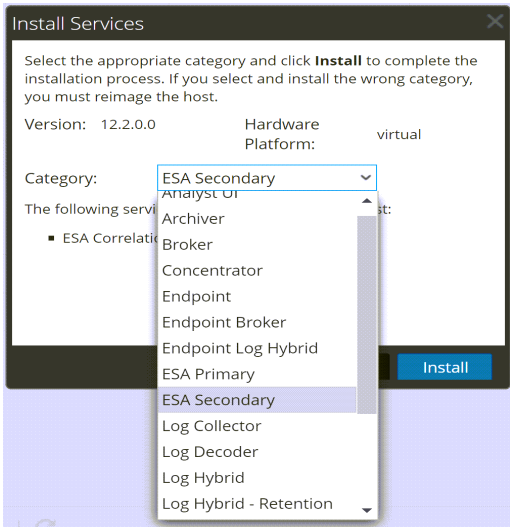 Install Services
Select the appropriate category and click Install to complete the
installation process. If you select and install the wrong category,
you must reimage the host.
Version: 12.2.0.0
Hardware
Platform:
virtual
Category:
ESA Secondary
Analyst UI
The following servi
st:
Archiver
ESA Correlatio
Broker
Concentrator
Endpoint
Endpoint Broker
Endpoint Log Hybrid
ESA Primary
Install
ESA Secondary
Log Collector
Log Decoder
Log Hybrid
Log Hybrid - Retention